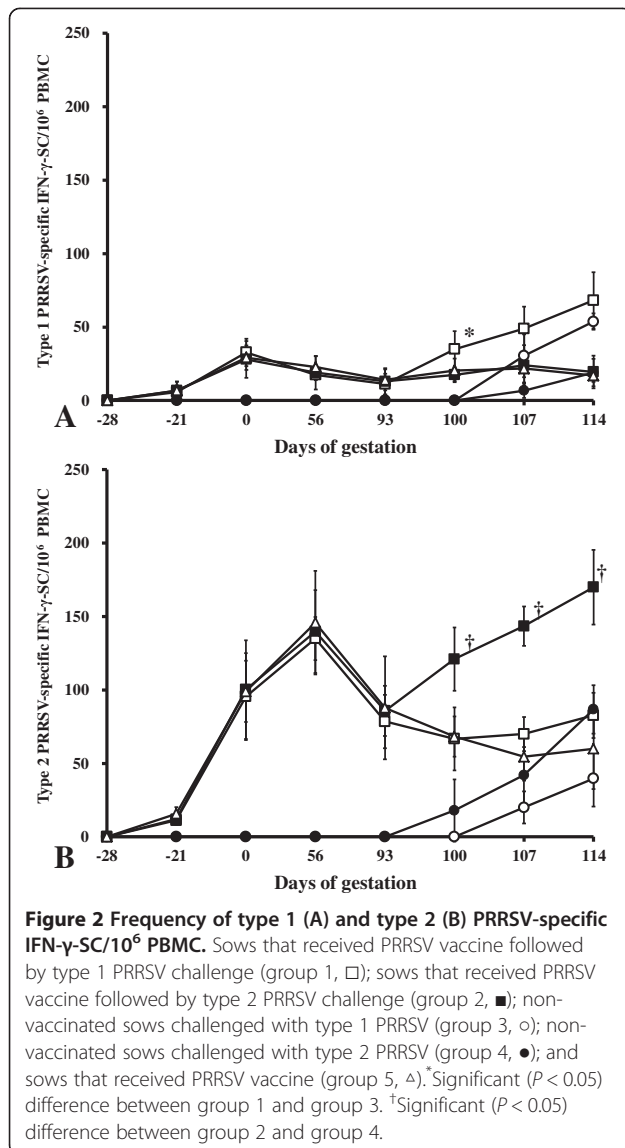 250
200
150
100
50
0
Type 1 PRRSV-specific IFN-γ-SC/10⁶ PBMC
*
-28 -21 0 56 93 100 107 114
A
Days of gestation
250
200
150
100
50
0
Type 2 PRRSV-specific IFN-γ-SC/10⁶ PBMC
† † †
-28 -21 0 56 93 100 107 114
B
Days of gestation
Figure 2 Frequency of type 1 (A) and type 2 (B) PRRSV-specific
IFN-γ-SC/10⁶ PBMC. Sows that received PRRSV vaccine followed
by type 1 PRRSV challenge (group 1, □); sows that received PRRSV
vaccine followed by type 2 PRRSV challenge (group 2, ■); non-
vaccinated sows challenged with type 1 PRRSV (group 3, ○); non-
vaccinated sows challenged with type 2 PRRSV (group 4, ●); and
sows that received PRRSV vaccine (group 5, △).*Significant (P < 0.05)
difference between group 1 and group 3. †Significant (P < 0.05)
difference between group 2 and group 4.